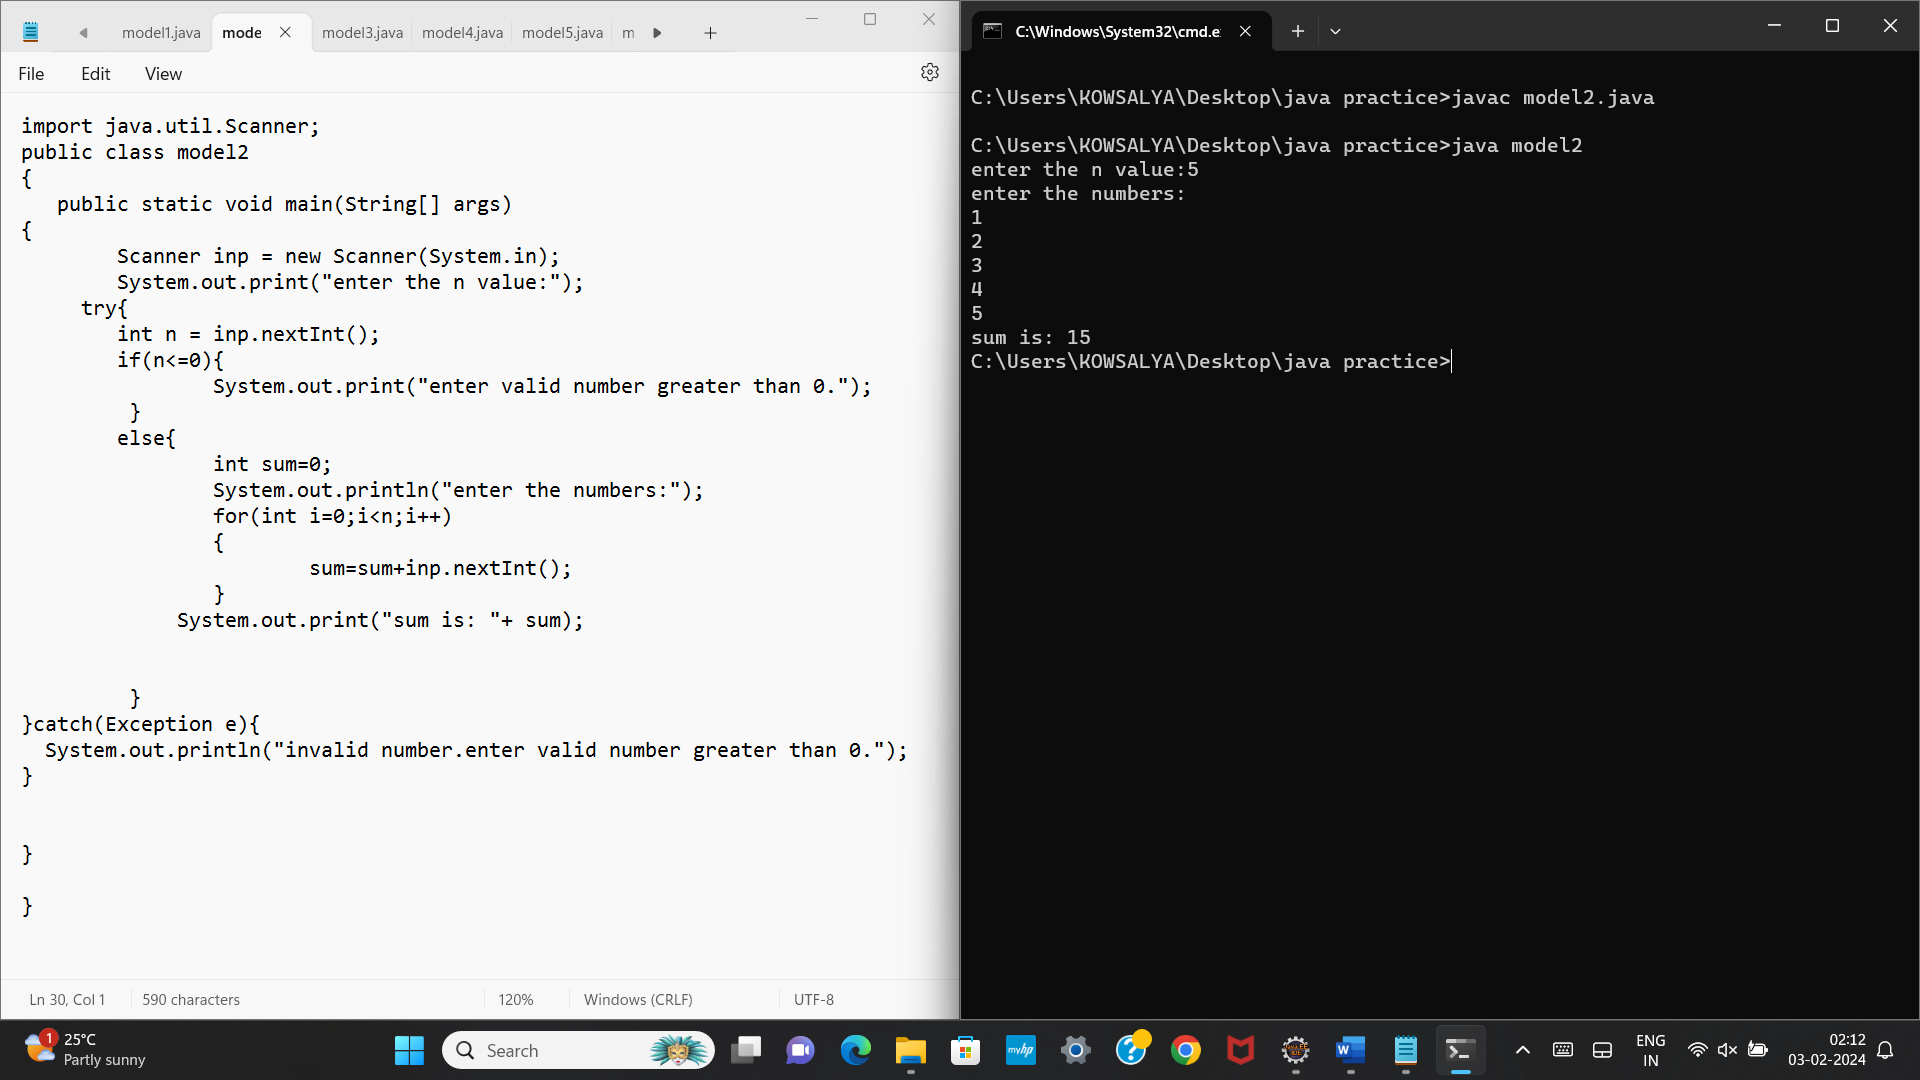 model1.java
mode
model3.java
model4.java
model5.java
m
File
Edit
View
import java.util.Scanner;
public class model2
{
public static void main(String[] args)
{
Scanner inp = new Scanner(System.in);
System.out.print("enter the n value:");
try{
int n = inp.nextInt();
if(n<=0){
System.out.print("enter valid number greater than 0.");
}
else{
int sum=0;
System.out.println("enter the numbers:");
for(int i=0;i<n;i++)
{
sum=sum+inp.nextInt();
}
System.out.print("sum is: "+ sum);
}
}catch(Exception e){
System.out.println("invalid number.enter valid number greater than 0.");
}
}
}
Ln 30, Col 1
590 characters
120%
Windows (CRLF)
UTF-8
C:\Windows\System32\cmd.e
C:\Users\KOWSALYA\Desktop\java practice>javac model2.java
C:\Users\KOWSALYA\Desktop\java practice>java model2
enter the n value:5
enter the numbers:
1
2
3
4
5
sum is: 15
C:\Users\KOWSALYA\Desktop\java practice>
1
25°C
Partly sunny
Search
myhp
W
ENG
IN
02:12
03-02-2024